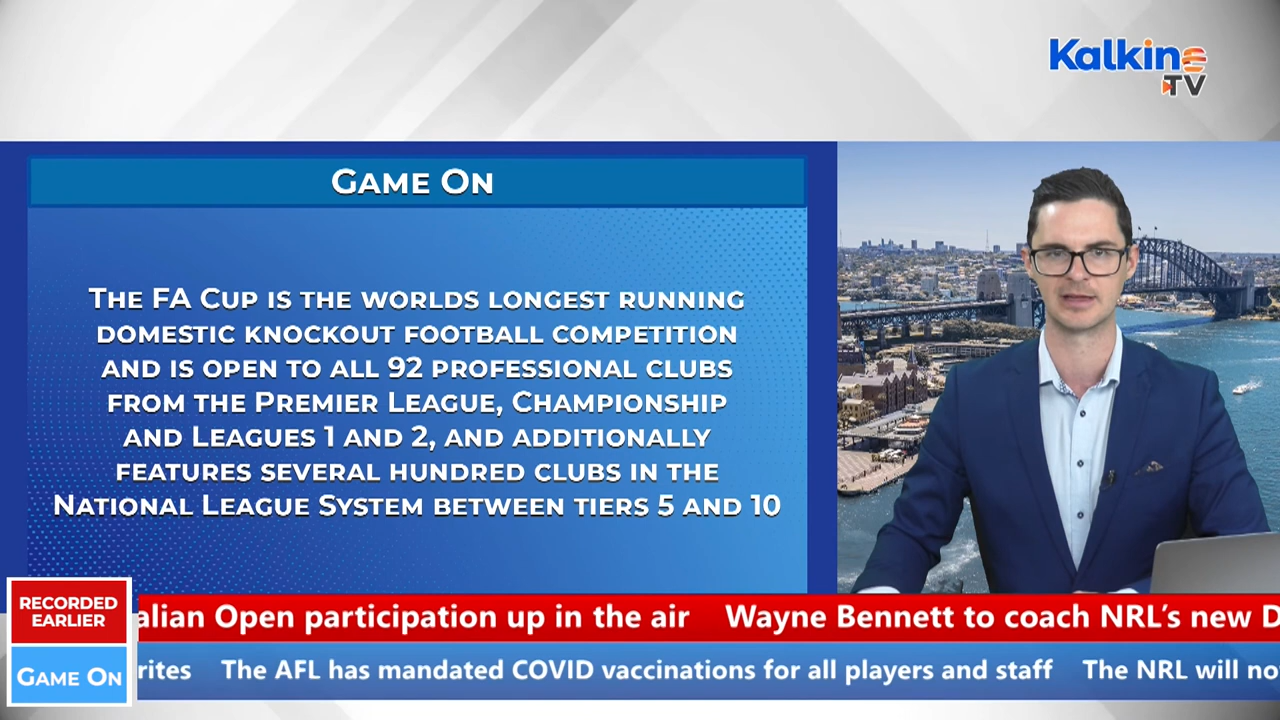 Kalkine
TV
GAME ON
THE FA CUP IS THE WORLDS LONGEST RUNNING
DOMESTIC KNOCKOUT FOOTBALL COMPETITION
AND IS OPEN TO ALL 92 PROFESSIONAL CLUBS
FROM THE PREMIER LEAGUE, CHAMPIONSHIP
AND LEAGUES 1 AND 2, AND ADDITIONALLY
FEATURES SEVERAL HUNDRED CLUBS IN THE
NATIONAL LEAGUE SYSTEM BETWEEN TIERS 5 AND 10
RECORDED
EARLIER
alian Open participation up in the air Wayne Bennett to coach NRL's new D
GAME ON
rites The AFL has mandated COVID vaccinations for all players and staff The NRL will no